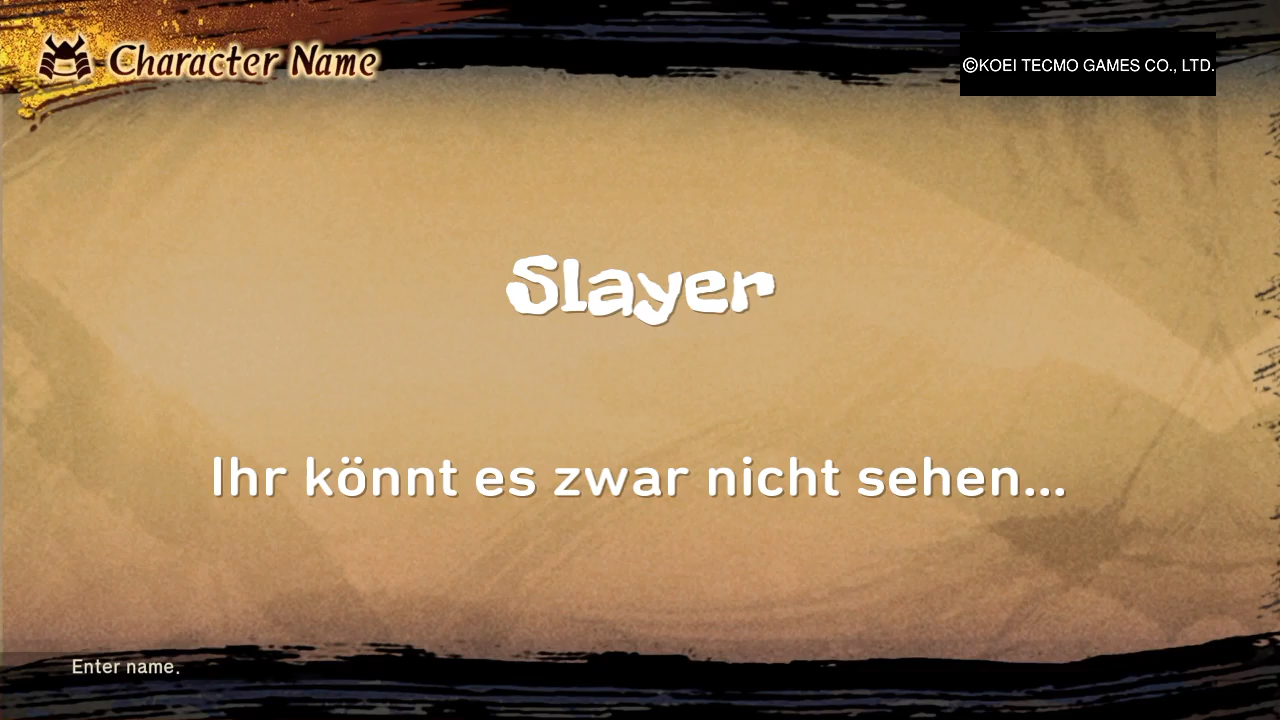 Character Name
©KOEI TECMO GAMES CO., LTD.
Slayer
Ihr könnt es zwar nicht sehen...
Enter name.